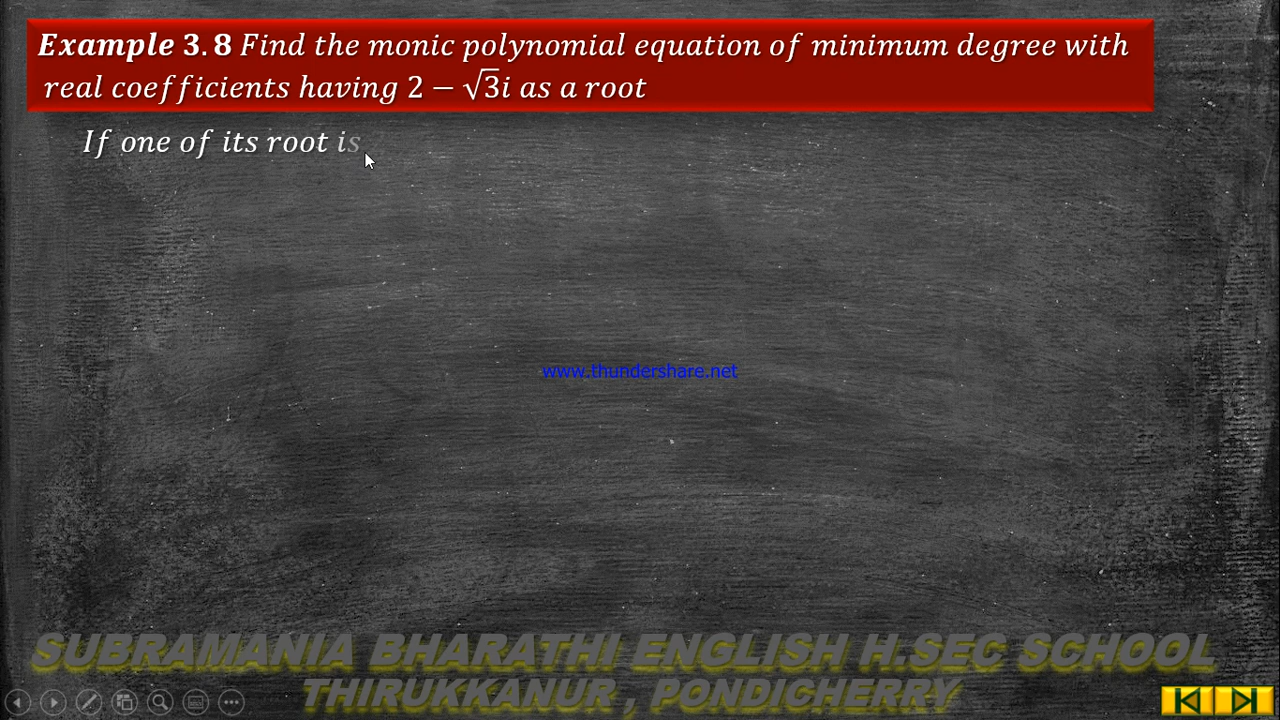 Example 3.8 Find the monic polynomial equation of minimum degree with
real coefficients having 2 − √3i as a root
If one of its root is
www.thundershare.net
SUBRAMANIA BHARATHI ENGLISH H.SEC SCHOOL
THIRUKKANUR , PONDICHERRY